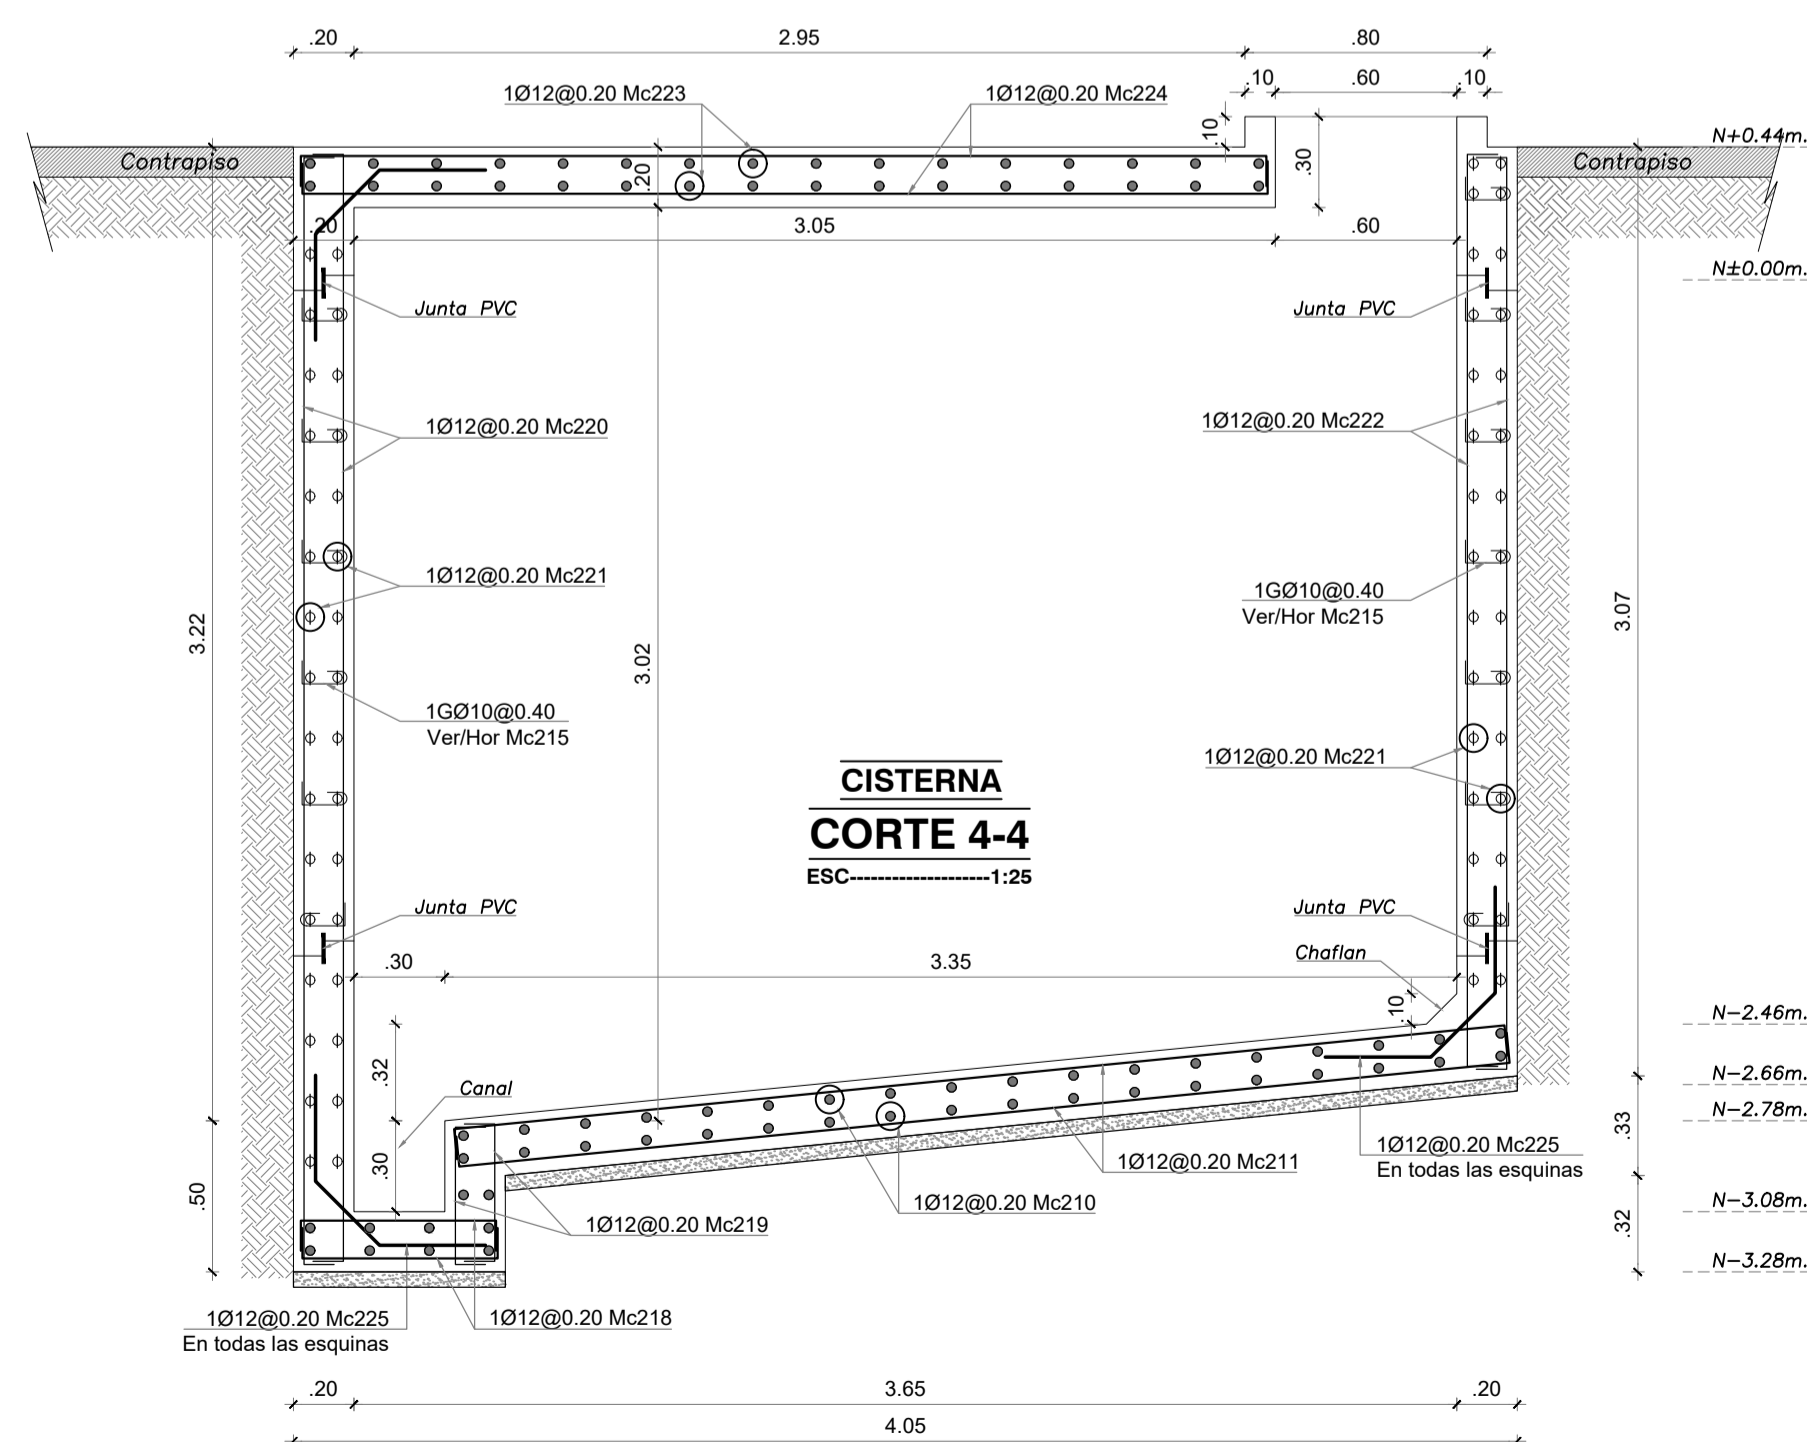 .20
2.95
.80
.10
.60
.10
1Ø12@0.20 Mc223
1Ø12@0.20 Mc224
.10
N+0.44m.
Contrapiso
Contrapiso
.20
.30
.20
3.05
.60
N±0.00m.
Junta PVC
Junta PVC
1Ø12@0.20 Mc220
1Ø12@0.20 Mc222
1Ø12@0.20 Mc221
1GØ10@0.40
Ver/Hor Mc215
3.22
3.02
3.07
1GØ10@0.40
Ver/Hor Mc215
1Ø12@0.20 Mc221
CISTERNA
CORTE 4-4
ESC--------------------1:25
Junta PVC
Junta PVC
Chaflan
.30
3.35
.10
N-2.46m.
.32
Canal
N-2.66m.
N-2.78m.
.33
1Ø12@0.20 Mc225
En todas las esquinas
1Ø12@0.20 Mc211
.30
.50
1Ø12@0.20 Mc210
N-3.08m.
1Ø12@0.20 Mc219
.32
N-3.28m.
1Ø12@0.20 Mc225
En todas las esquinas
1Ø12@0.20 Mc218
.20
3.65
.20
4.05